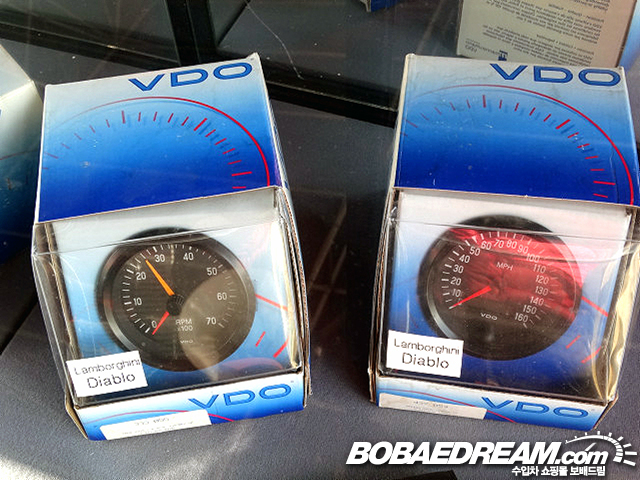 VDO
VDO
0
10
20
30
40
50
60
70
RPM
x100
VDO
Lamborghini
Diablo
VDO
10
20
30
40
50
60
70
80
90
100
110
120
130
140
150
160
MPH
VDO
Lamborghini
Diablo
VDO
BOBAEDREAM.com
수입차 쇼핑몰 보배드림